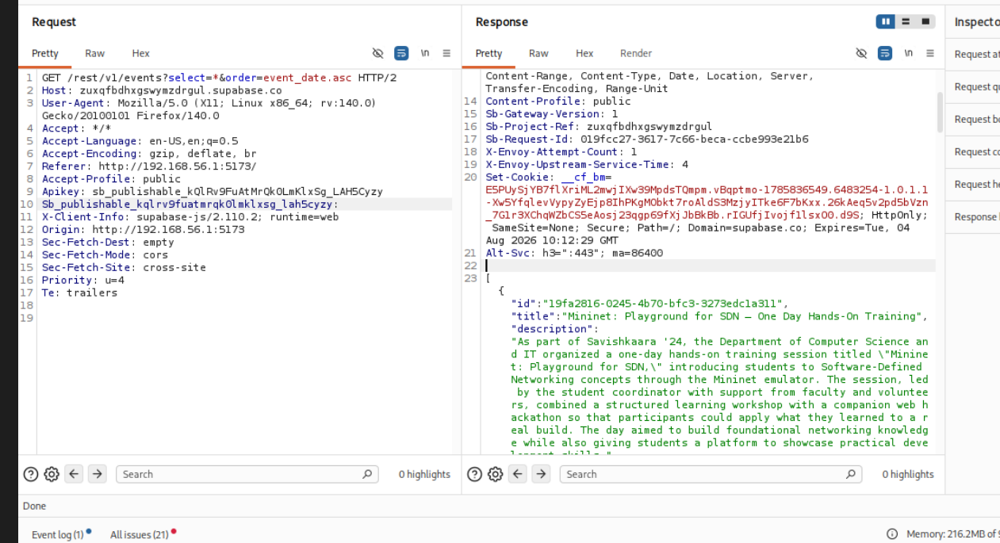 Request
Response
Inspecto
Pretty Raw Hex
\n
Pretty Raw Hex Render
\n
Request at
Request qu
Request bo
Request co
Request he
Response
1 GET /rest/v1/events?select=*&order=event_date.asc HTTP/2
2 Host: zuxqfbdhxgswymzdrgul.supabase.co
3 User-Agent: Mozilla/5.0 (X11; Linux x86_64; rv:140.0)
Gecko/20100101 Firefox/140.0
4 Accept: */*
5 Accept-Language: en-US,en;q=0.5
6 Accept-Encoding: gzip, deflate, br
7 Referer: http://192.168.56.1:5173/
8 Accept-Profile: public
9 Apikey: sb_publishable_kQlRv9FuAtMrQk0LmKlxSg_LAH5Cyzy
10 Sb_publishable_kqlrv9fuatmrqk0lmklxsg_lah5cyzy:
11 X-Client-Info: supabase-js/2.110.2; runtime=web
12 Origin: http://192.168.56.1:5173
13 Sec-Fetch-Dest: empty
14 Sec-Fetch-Mode: cors
15 Sec-Fetch-Site: cross-site
16 Priority: u=4
17 Te: trailers
18
19
Content-Range, Content-Type, Date, Location, Server,
Transfer-Encoding, Range-Unit
14 Content-Profile: public
15 Sb-Gateway-Version: 1
16 Sb-Project-Ref: zuxqfbdhxgswymzdrgul
17 Sb-Request-Id: 019fcc27-3617-7c66-beca-ccbe993e21b6
18 X-Envoy-Attempt-Count: 1
19 X-Envoy-Upstream-Service-Time: 4
20 Set-Cookie: __cf_bm=
E5PUySjYB7flXriML2mwjIXw39MpdsTQmpm.vBqptmo-1785836549.6483254-1.0.1.1
-Xw5YfqlevVypyZyEjp8IhPKgMObkt7roAldS3MzjyITke6F7bKxx.26kAeq5v2pd5bVzn
_7G1r3XChqWZbCS5eAosj23qgp69fXjJbBkBb.rIGUfjIvojf1lsxO0.d9S; HttpOnly;
SameSite=None; Secure; Path=/; Domain=supabase.co; Expires=Tue, 04
Aug 2026 10:12:29 GMT
21 Alt-Svc: h3=":443"; ma=86400
22
23 [
{
"id":"19fa2816-0245-4b70-bfc3-3273edc1a311",
"title":"Mininet: Playground for SDN — One Day Hands-On Training",
"description":
"As part of Savishkaara '24, the Department of Computer Science an
d IT organized a one-day hands-on training session titled \"Minine
t: Playground for SDN,\" introducing students to Software-Defined
Networking concepts through the Mininet emulator. The session, led
by the student coordinator with support from faculty and voluntee
rs, combined a structured learning workshop with a companion web h
ackathon so that participants could apply what they learned to a r
eal build. The day aimed to build foundational networking knowledg
e while also giving students a platform to showcase practical deve
lopment skills."
Search
0 highlights
Search
0 highlights
Done
Event log (1)
All issues (21)
Memory: 216.2MB of